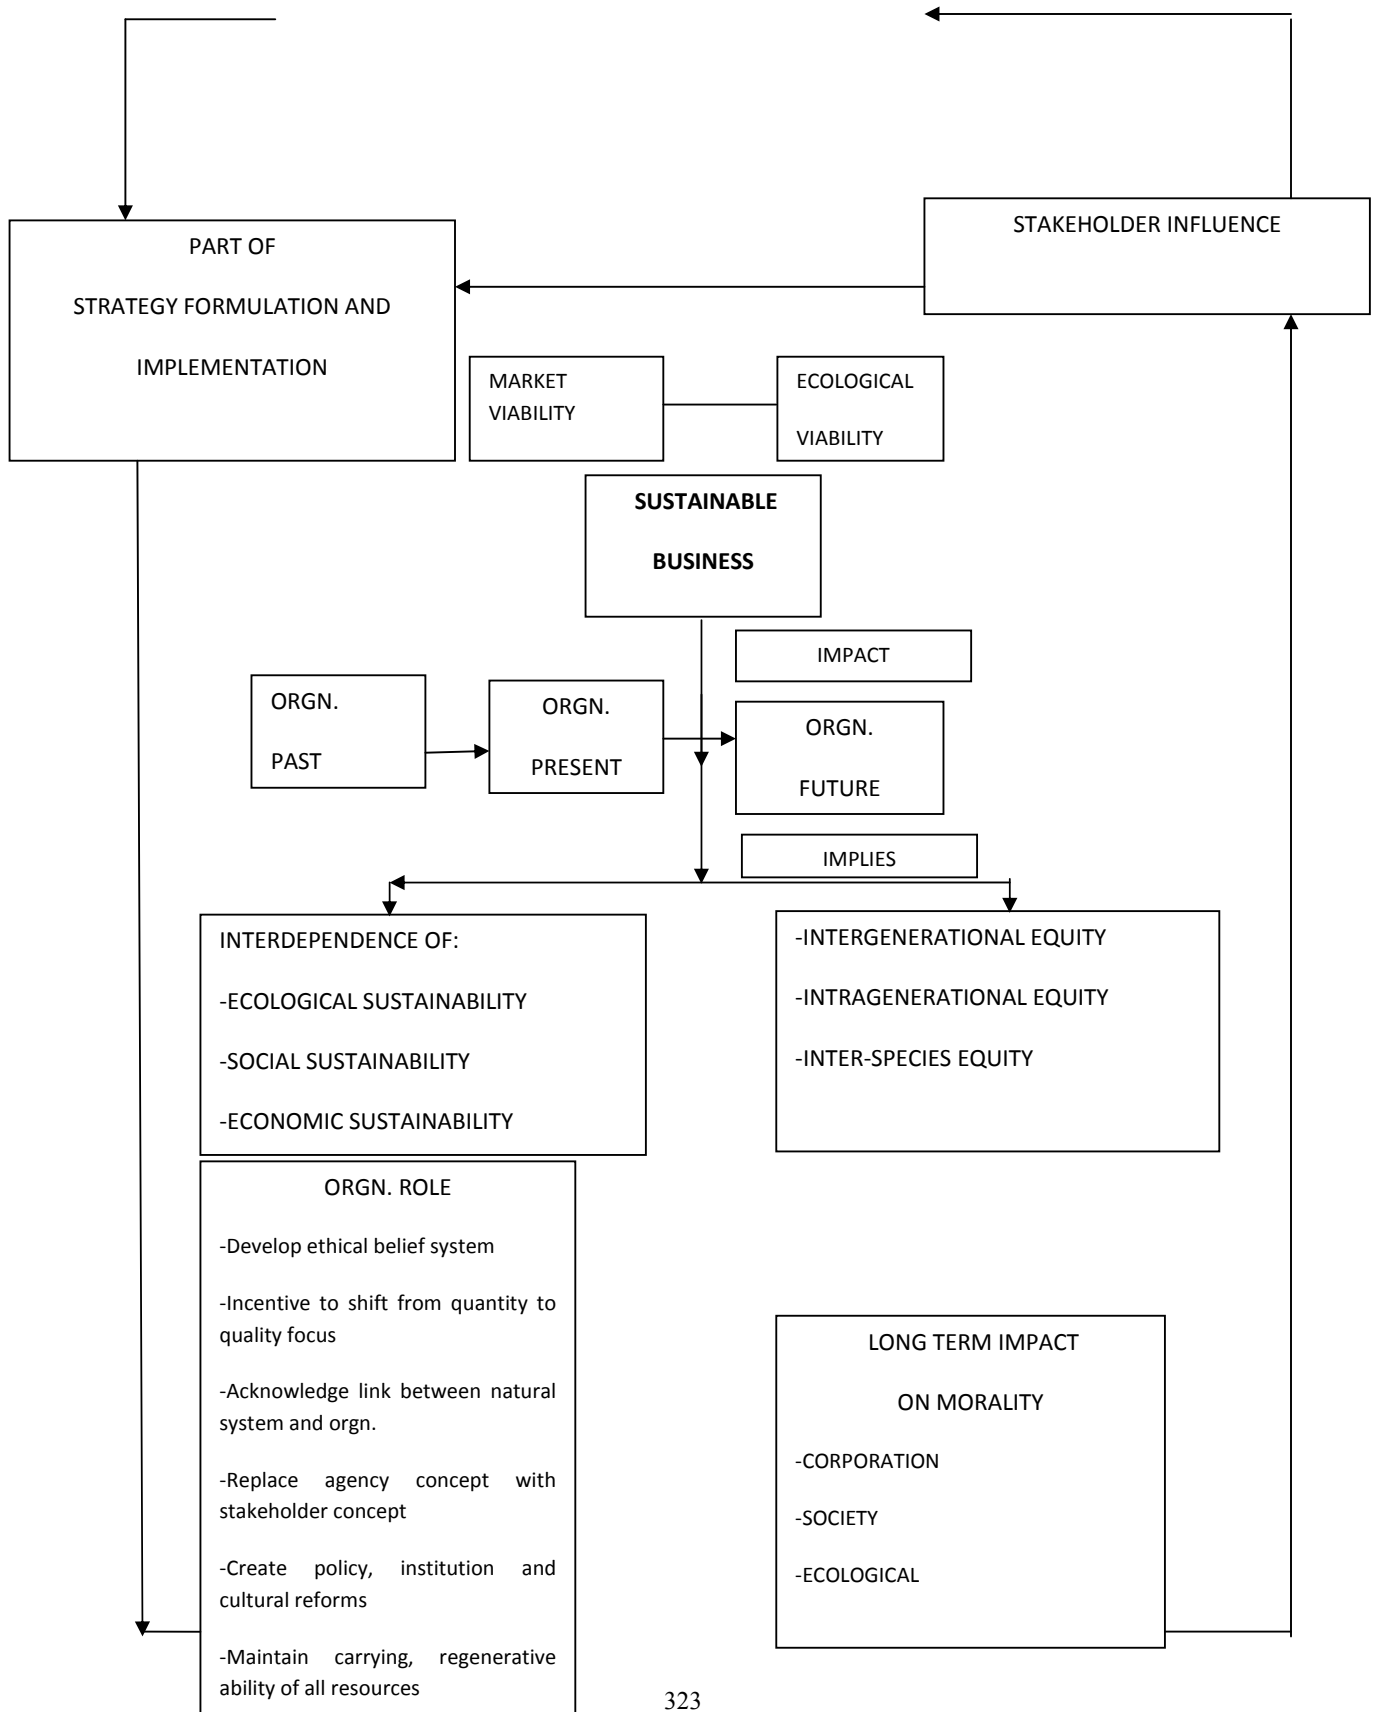 PART OF
STRATEGY FORMULATION AND
IMPLEMENTATION
STAKEHOLDER INFLUENCE
MARKET
VIABILITY
ECOLOGICAL
VIABILITY
SUSTAINABLE
BUSINESS
IMPACT
ORGN.
PAST
ORGN.
PRESENT
ORGN.
FUTURE
IMPLIES
INTERDEPENDENCE OF:
-ECOLOGICAL SUSTAINABILITY
-SOCIAL SUSTAINABILITY
-ECONOMIC SUSTAINABILITY
-INTERGENERATIONAL EQUITY
-INTRAGENERATIONAL EQUITY
-INTER-SPECIES EQUITY
ORGN. ROLE
-Develop ethical belief system
-Incentive to shift from quantity to
quality focus
-Acknowledge link between natural
system and orgn.
-Replace agency concept with
stakeholder concept
-Create policy, institution and
cultural reforms
-Maintain carrying, regenerative
ability of all resources
LONG TERM IMPACT
ON MORALITY
-CORPORATION
-SOCIETY
-ECOLOGICAL
323